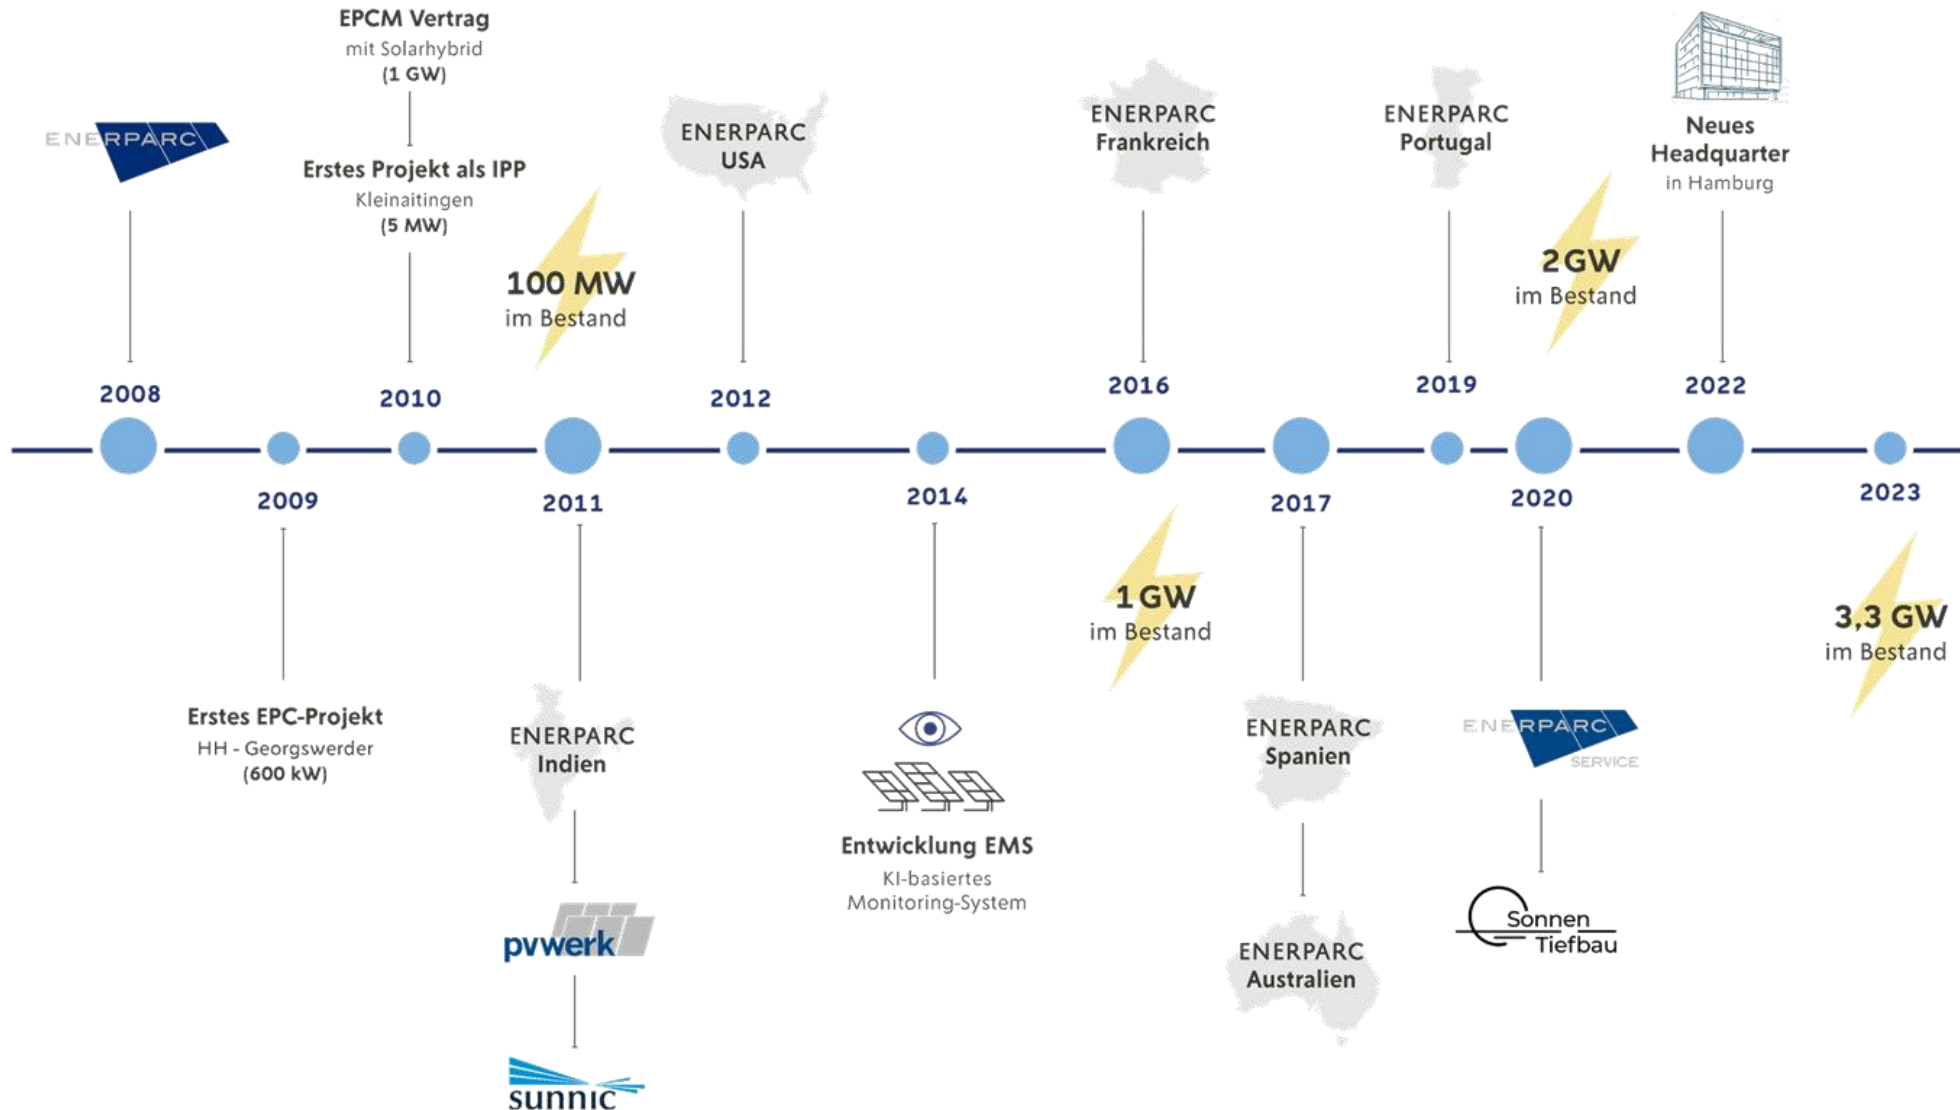 ENERPARC
2008
2009
Erstes EPC-Projekt
HH - Georgswerder
(600 kW)
EPCM Vertrag
mit Solarhybrid
(1 GW)
Erstes Projekt als IPP
Kleinaitingen
(5 MW)
2010
100 MW
im Bestand
2011
ENERPARC
Indien
pvwerk
sunnic
ENERPARC
USA
2012
2014
Entwicklung EMS
KI-basiertes
Monitoring-System
ENERPARC
Frankreich
2016
1 GW
im Bestand
2017
ENERPARC
Spanien
ENERPARC
Australien
ENERPARC
Portugal
2019
2 GW
im Bestand
2020
ENERPARC
SERVICE
Sonnen
Tiefbau
Neues
Headquarter
in Hamburg
2022
2023
3,3 GW
im Bestand